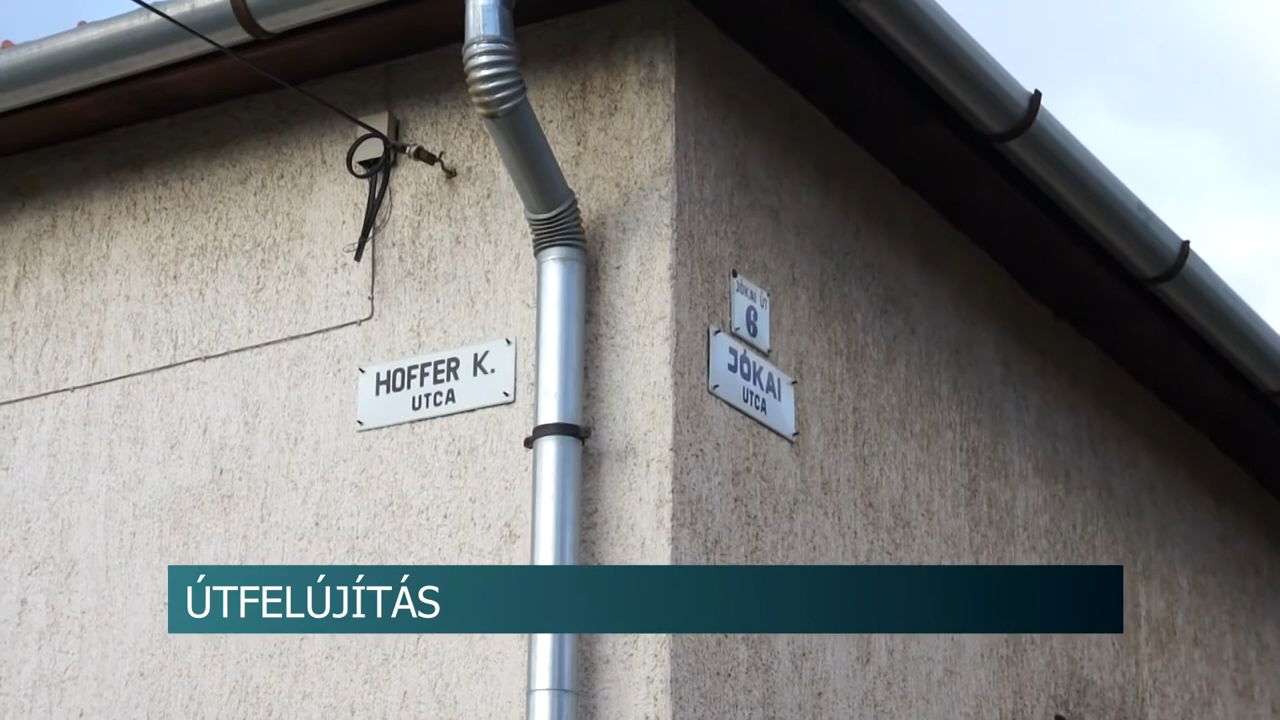 HOFFER K.
UTCA
JÓKAI ÚT
6
JÓKAI
UTCA
ÚTFELÚJÍTÁS